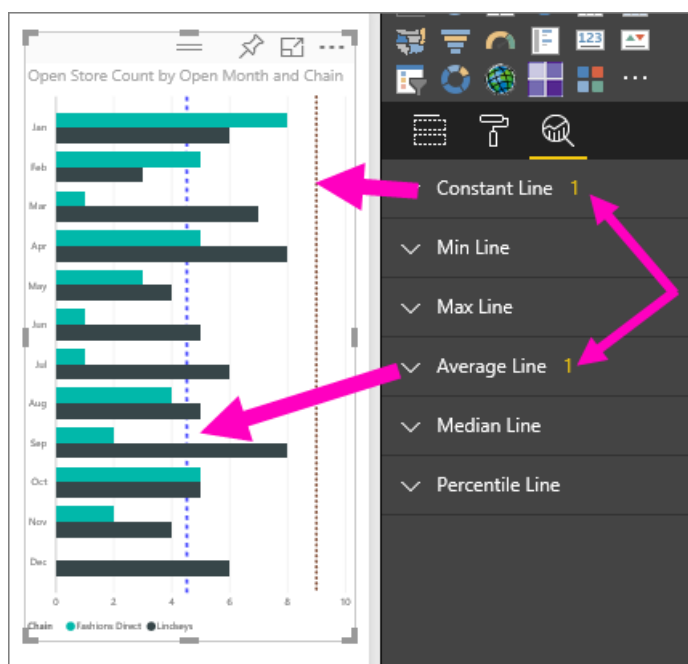 123
Open Store Count by Open Month and Chain
Jan
Feb
Mar
Apr
May
Jun
Jul
Aug
Sep
Oct
Nov
Dec
0 2 4 6 8 10
Chain Fashions Direct Lindseys
Constant Line 1
Min Line
Max Line
Average Line 1
Median Line
Percentile Line